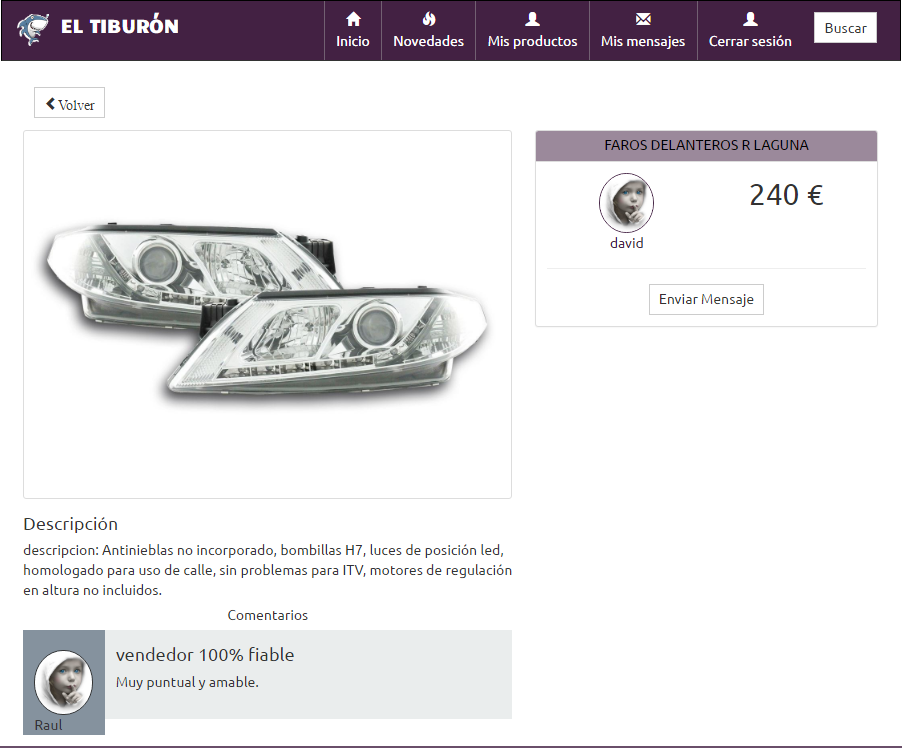 EL TIBURÓN
Inicio
Novedades
Mis productos
Mis mensajes
Cerrar sesión
Buscar
Volver
FAROS DELANTEROS R LAGUNA
240 €
david
Enviar Mensaje
Descripción
descripcion: Antinieblas no incorporado, bombillas H7, luces de posición led,
homologado para uso de calle, sin problemas para ITV, motores de regulación
en altura no incluidos.
Comentarios
vendedor 100% fiable
Muy puntual y amable.
Raul